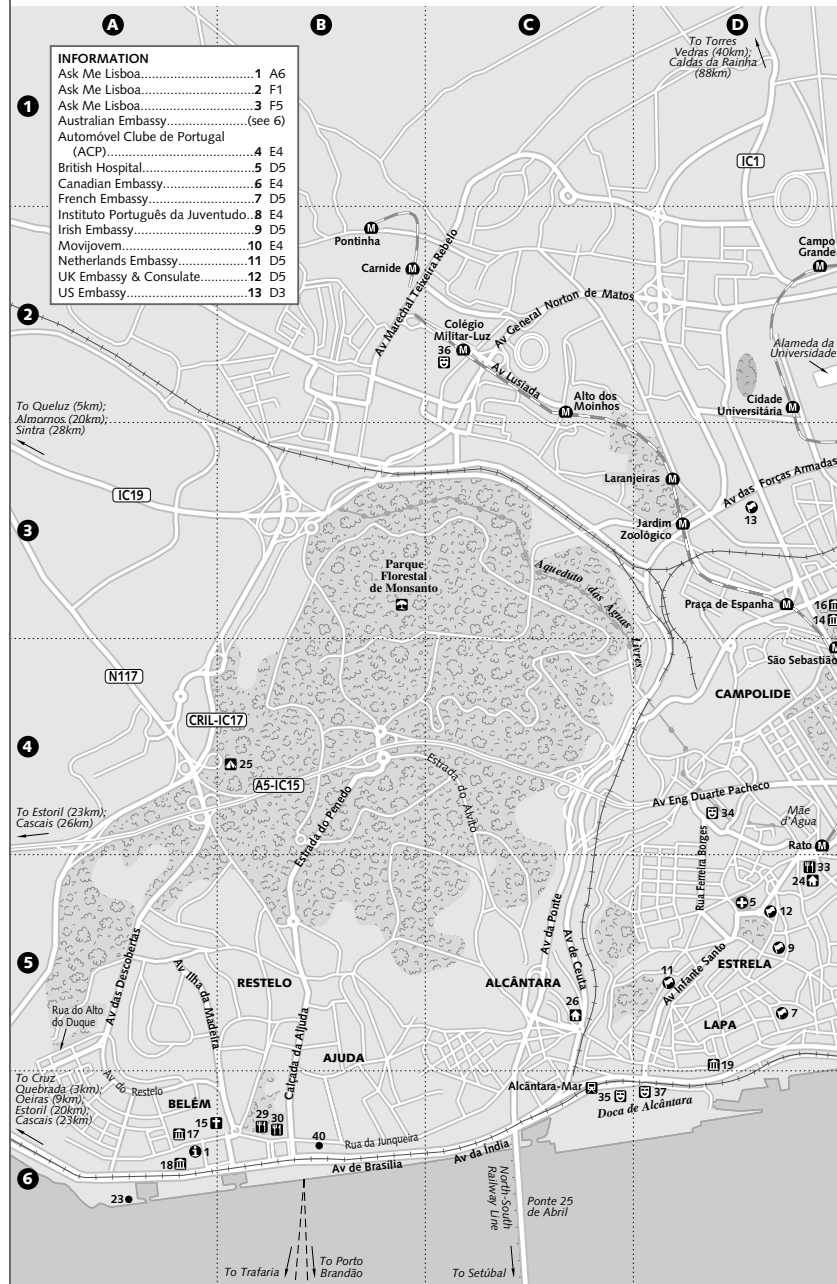 A
B
C
D
1
2
3
4
5
6
INFORMATION
Ask Me Lisboa..............................1 A6
Ask Me Lisboa..............................2 F1
Ask Me Lisboa..............................3 F5
Australian Embassy.................(see 6)
Automóvel Clube de Portugal
(ACP)..........................................4 E4
British Hospital.............................5 D5
Canadian Embassy.......................6 E4
French Embassy...........................7 D5
Instituto Português da Juventudo..8 E4
Irish Embassy...............................9 D5
Movijovem.................................10 E4
Netherlands Embassy................11 D5
UK Embassy & Consulate..........12 D5
US Embassy...............................13 D3
To Torres
Vedras (40km);
Caldas da Rainha
(88km)
IC1
Pontinha
Carnide
Av Marechal Teixeira Rebelo
Campo
Grande
Colégio
Militar-Luz
36
Av General Norton de Matos
Av Lusíada
Alto dos
Moinhos
Alameda da
Universidade
Cidade
Universitária
To Queluz (5km);
Almornos (20km);
Sintra (28km)
IC19
Laranjeiras
Av das Forças Armadas
13
Jardim
Zoológico
Parque
Florestal
de Monsanto
Aqueduto das Águas Livres
Praça de Espanha
16
14
São Sebastião
N117
CAMPOLIDE
CRIL-IC17
25
A5-IC15
Estrada do Penedo
Estrada do Alvito
Av Eng Duarte Pacheco
To Estoril (23km);
Cascais (26km)
34
Mãe
d'Água
Rato
Rua Ferreira Borges
33
24
5
12
9
ESTRELA
Av das Descobertas
Av Ilha da Madeira
RESTELO
Calçada da Aljuda
AJUDA
Av da Ponte
Av de Ceuta
ALCÂNTARA
26
11
Av Infante Santo
7
LAPA
19
Rua do Alto
do Duque
Av do Restelo
To Cruz
Quebrada (3km);
Oeiras (9km);
Estoril (20km);
Cascais (23km)
BELÉM
15
17
1
18
23
29
30
40
Rua da Junqueira
Av de Brasília
Av da Índia
Alcântara-Mar
35
37
Doca de Alcântara
North-South
Railway Line
Ponte 25
de Abril
To Trafaria
To Porto
Brandão
To Setúbal
M
M
M
M
M
M
M
M
M
M
M